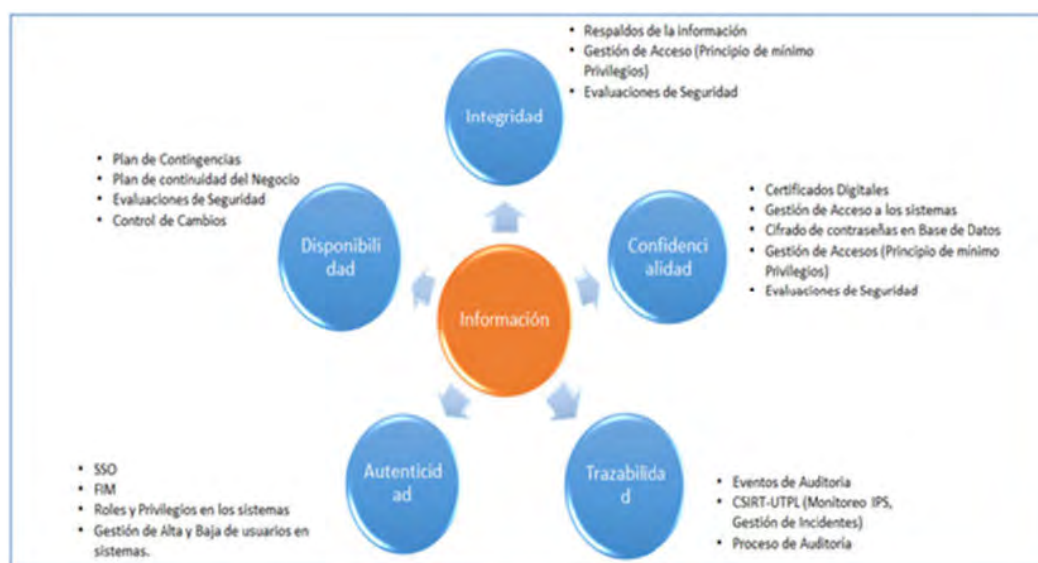 • Respaldos de la información
• Gestión de Acceso (Principio de mínimo
Privilegios)
• Evaluaciones de Seguridad
Integridad
• Plan de Contingencias
• Plan de continuidad del Negocio
• Evaluaciones de Seguridad
• Control de Cambios
Disponibili
dad
• Certificados Digitales
• Gestión de Acceso a los sistemas
• Cifrado de contraseñas en Base de Datos
• Gestión de Accesos (Principio de mínimo
Privilegios)
• Evaluaciones de Seguridad
Confidenci
alidad
Información
• SSO
• FIM
• Roles y Privilegios en los sistemas
• Gestión de Alta y Baja de usuarios en
sistemas.
Autenticid
ad
Trazabilida
d
• Eventos de Auditoria
• CSIRT-UTPL (Monitoreo IPS,
Gestión de Incidentes)
• Proceso de Auditoría